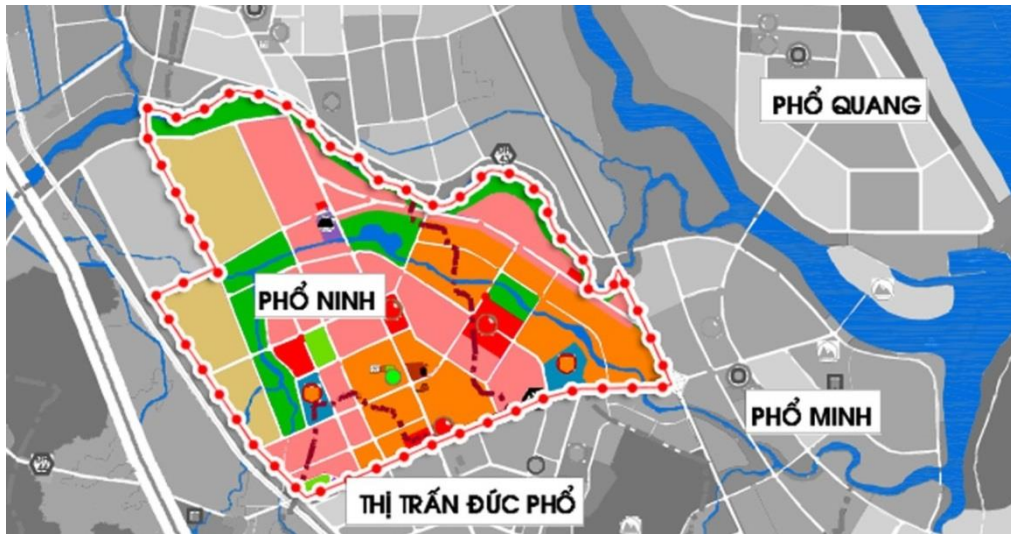 PHỔ QUANG
PHỔ NINH
PHỔ MINH
THỊ TRẤN ĐỨC PHỔ